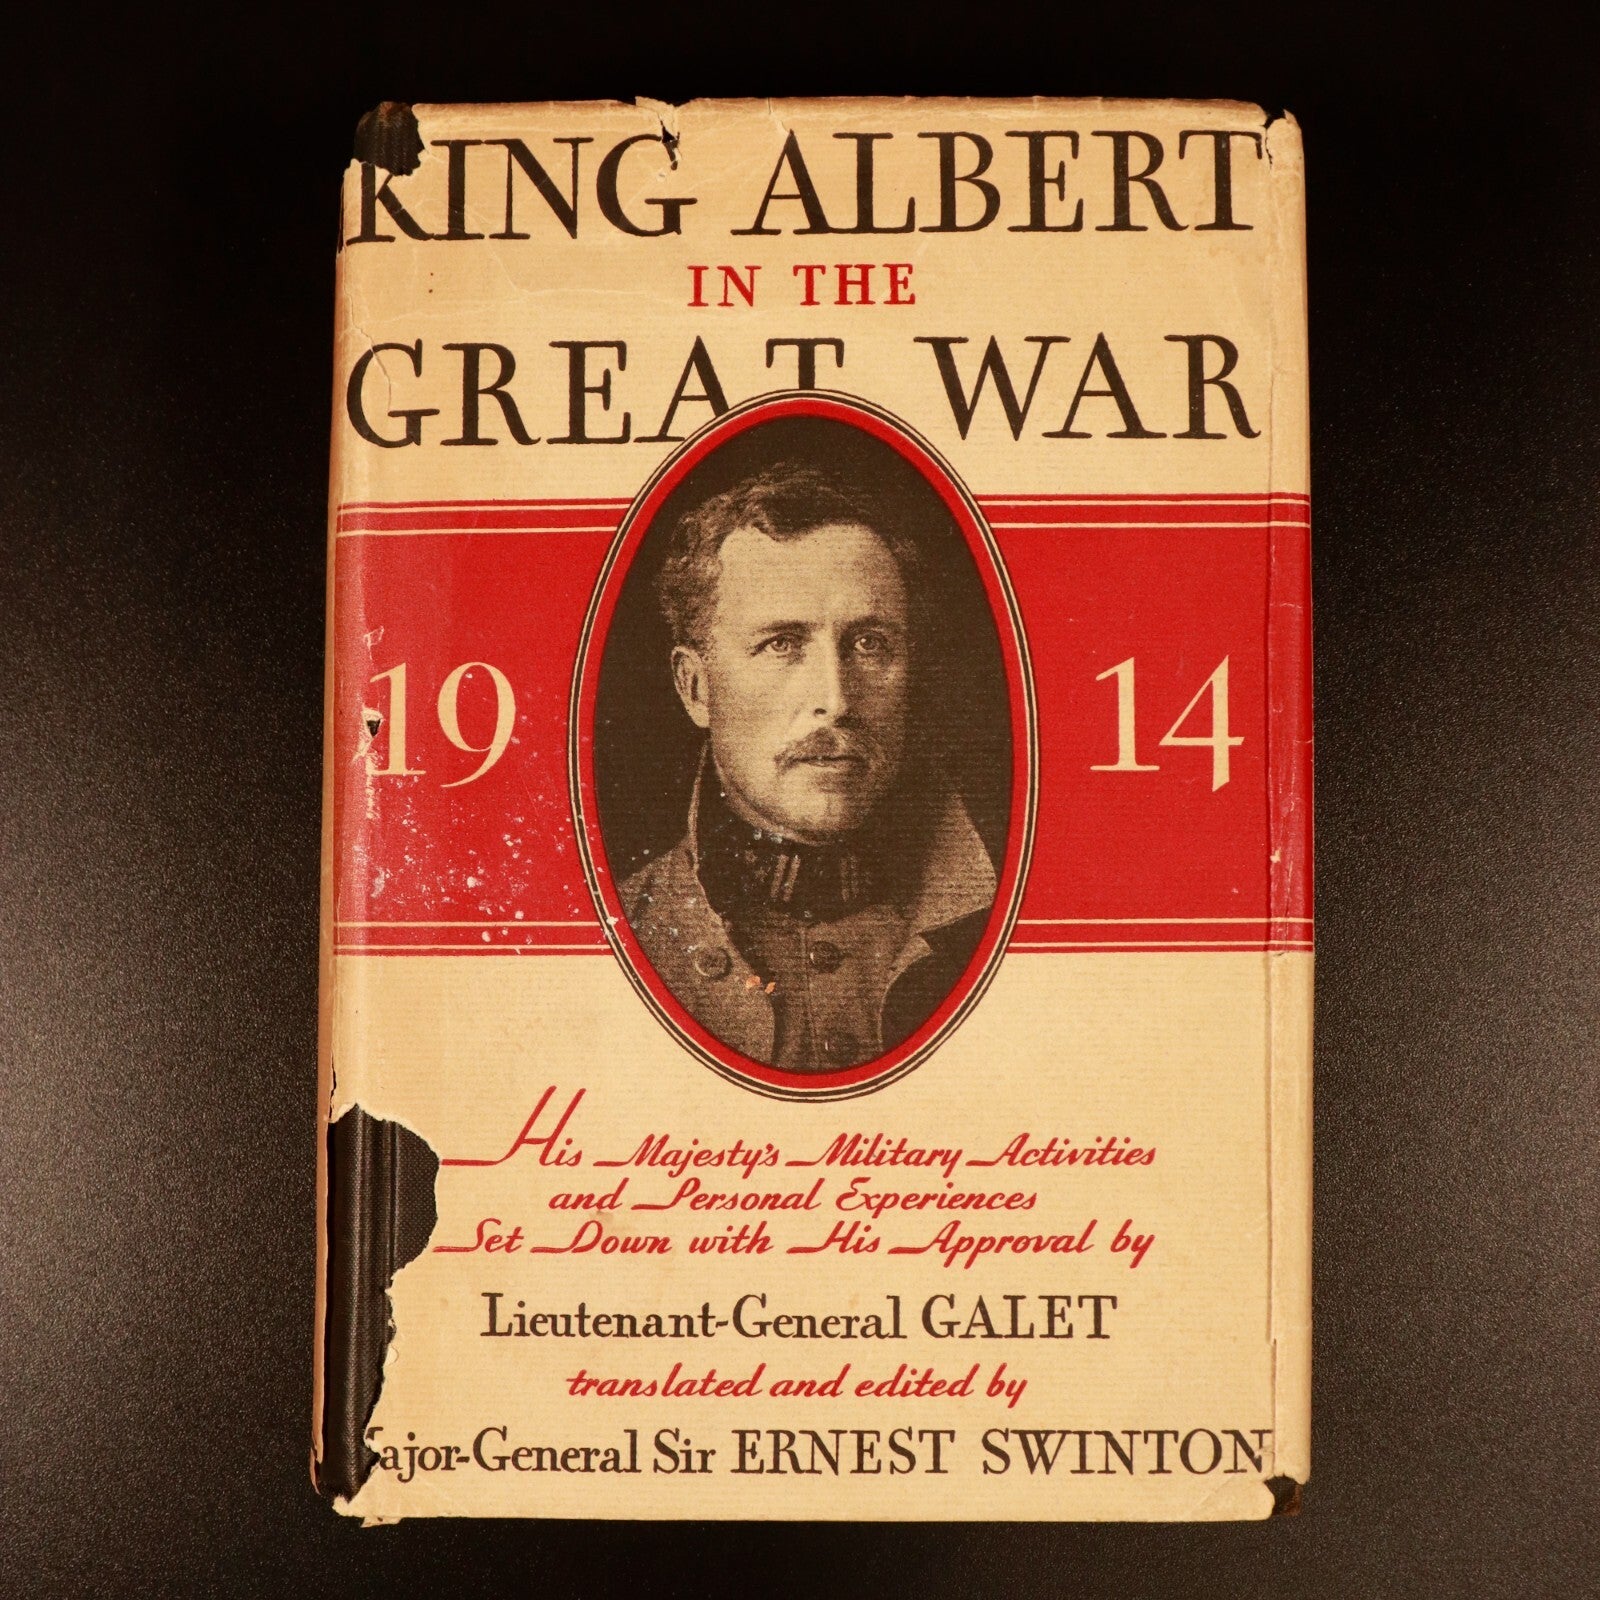 KING ALBERT
IN THE
GREAT WAR
19 14
His Majesty's Military Activities
and Personal Experiences
Set Down with His Approval by
Lieutenant-General GALET
translated and edited by
Major-General Sir ERNEST SWINTON